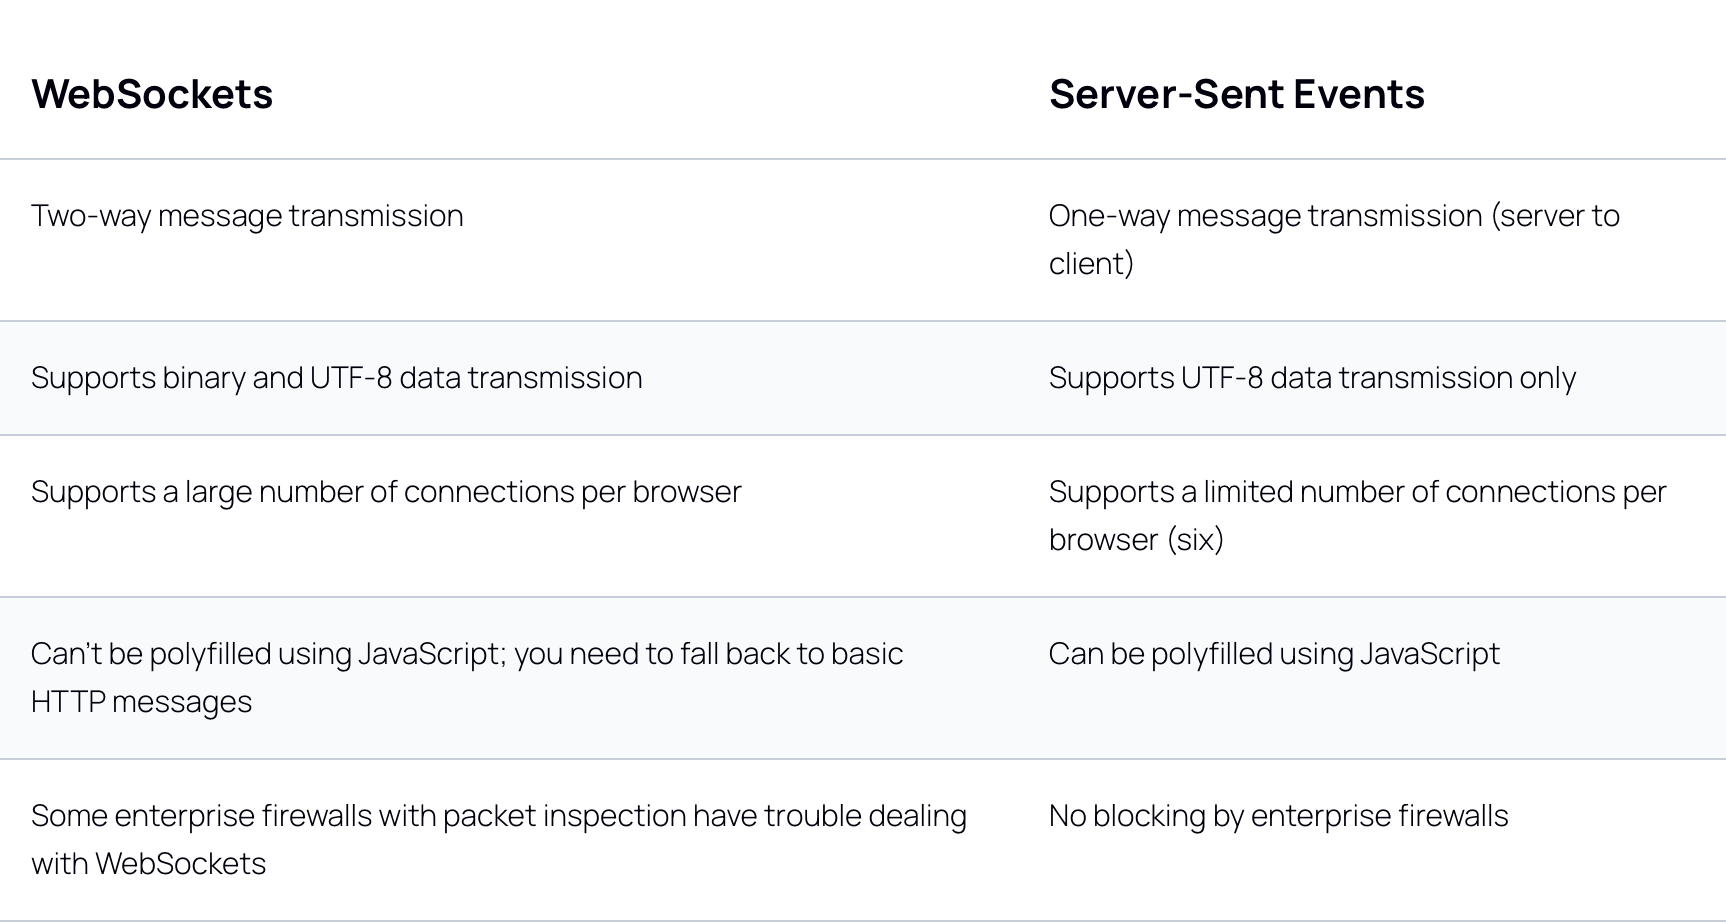 WebSockets
Server-Sent Events
Two-way message transmission
One-way message transmission (server to
client)
Supports binary and UTF-8 data transmission
Supports UTF-8 data transmission only
Supports a large number of connections per browser
Supports a limited number of connections per
browser (six)
Can’t be polyfilled using JavaScript; you need to fall back to basic
HTTP messages
Can be polyfilled using JavaScript
Some enterprise firewalls with packet inspection have trouble dealing
with WebSockets
No blocking by enterprise firewalls